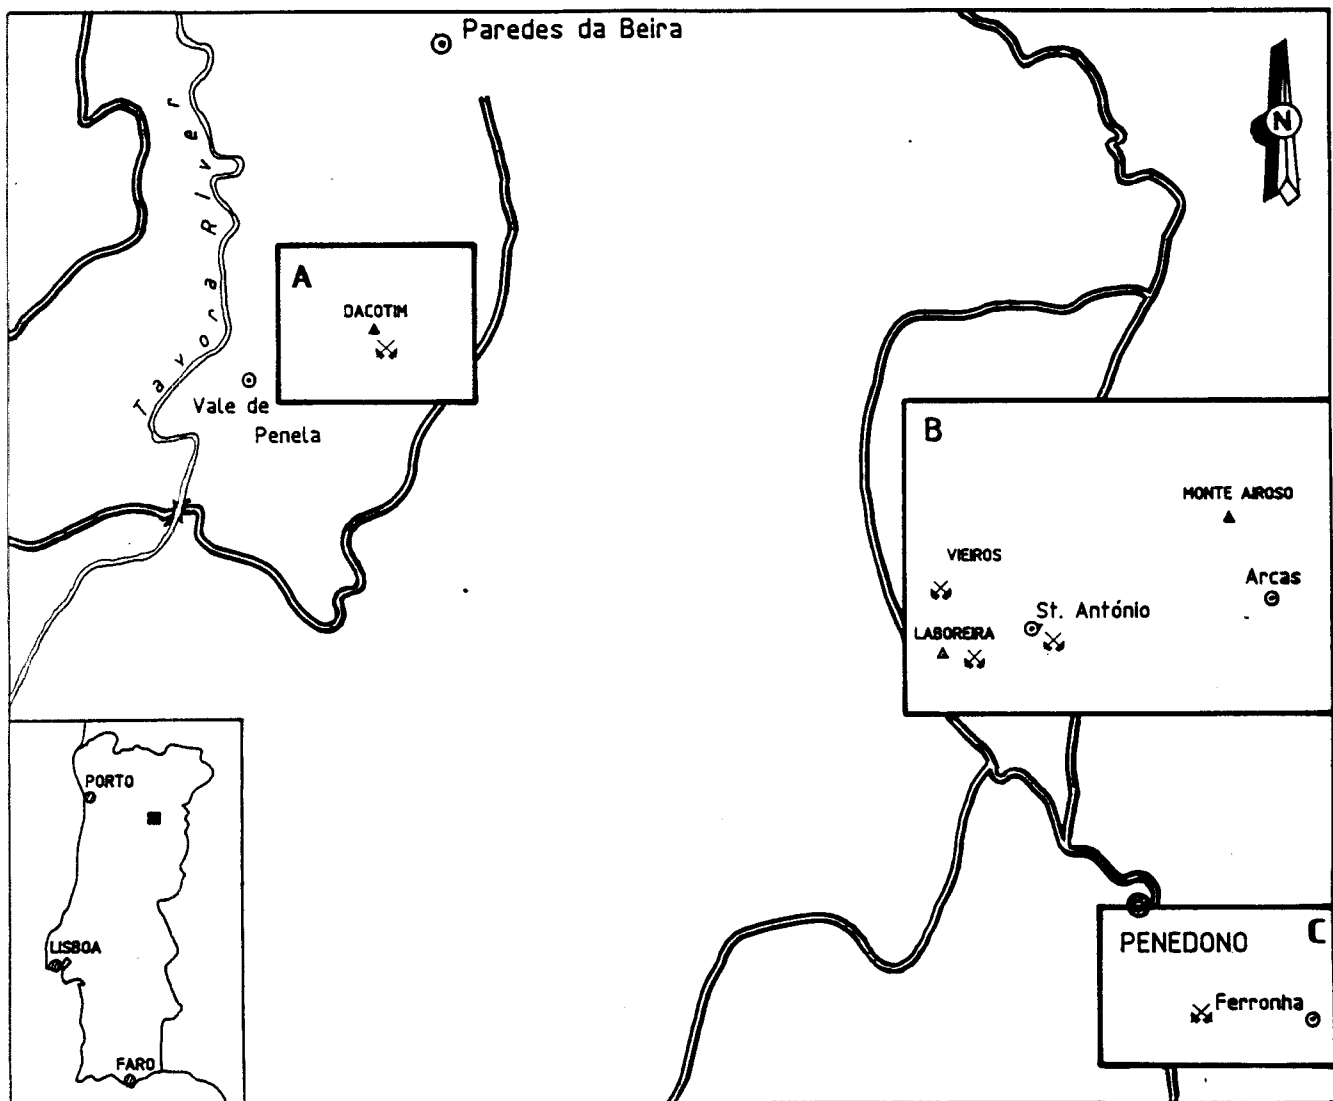 Paredes da Beira
N
Tavora River
A
DACOTIM
Vale de
Penela
B
MONTE AIROSO
VIEIROS
Arcas
St. António
LABOREIRA
PORTO
LISBOA
FARO
C
PENEDONO
Ferronha